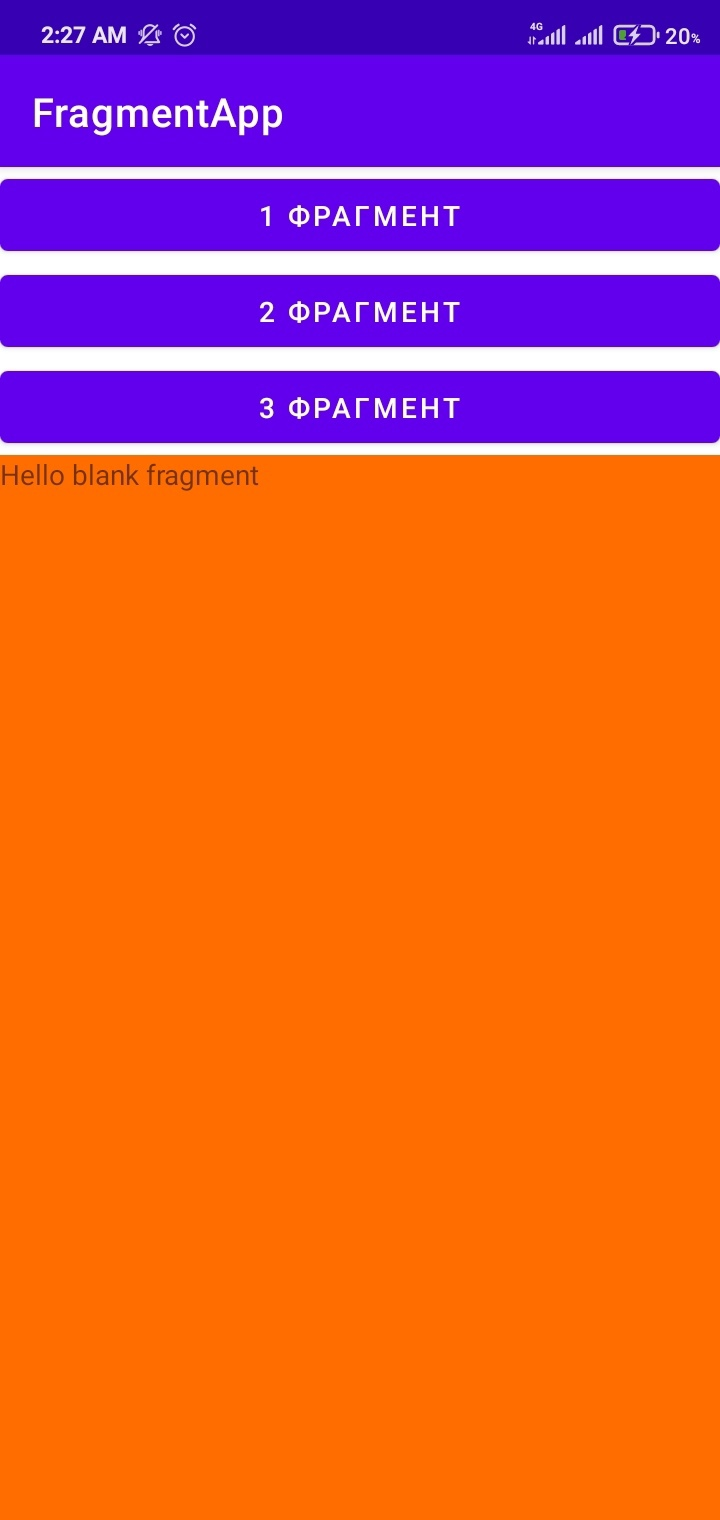 2:27 AM
4G
20%
FragmentApp
1 ФРАГМЕНТ
2 ФРАГМЕНТ
3 ФРАГМЕНТ
Hello blank fragment